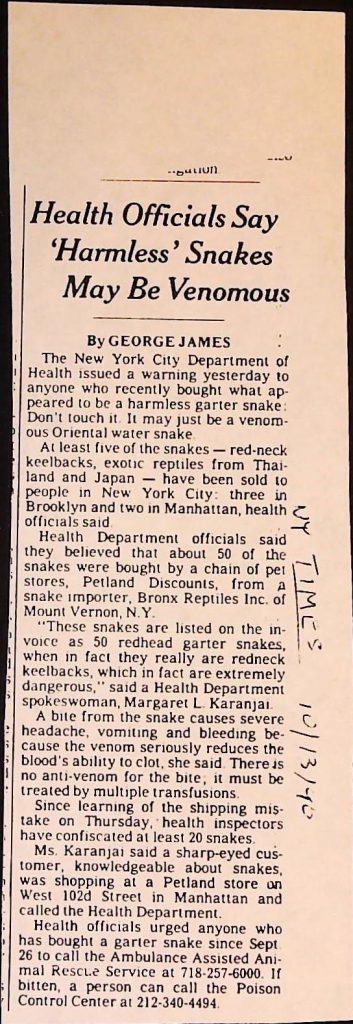 Health Officials Say
'Harmless' Snakes
May Be Venomous
By GEORGE JAMES
The New York City Department of
Health issued a warning yesterday to
anyone who recently bought what ap-
peared to be a harmless garter snake:
Don't touch it. It may just be a venom-
ous Oriental water snake.
At least five of the snakes — red-neck
keelbacks, exotic reptiles from Thai-
land and Japan — have been sold to
people in New York City: three in
Brooklyn and two in Manhattan, health
officials said.
Health Department officials said
they believed that about 50 of the
snakes were bought by a chain of pet
stores, Petland Discounts, from a
snake importer, Bronx Reptiles Inc. of
Mount Vernon, N.Y.
"These snakes are listed on the in-
voice as 50 redhead garter snakes,
when in fact they really are redneck
keelbacks, which in fact are extremely
dangerous," said a Health Department
spokeswoman, Margaret L. Karanjai.
A bite from the snake causes severe
headache, vomiting and bleeding be-
cause the venom seriously reduces the
blood's ability to clot, she said. There is
no anti-venom for the bite; it must be
treated by multiple transfusions.
Since learning of the shipping mis-
take on Thursday, health inspectors
have confiscated at least 20 snakes.
Ms. Karanjai said a sharp-eyed cus-
tomer, knowledgeable about snakes,
was shopping at a Petland store on
West 102d Street in Manhattan and
called the Health Department.
Health officials urged anyone who
has bought a garter snake since Sept.
26 to call the Ambulance Assisted Ani-
mal Rescue Service at 718-257-6000. If
bitten, a person can call the Poison
Control Center at 212-340-4494.
NY TIMES 10/13/90